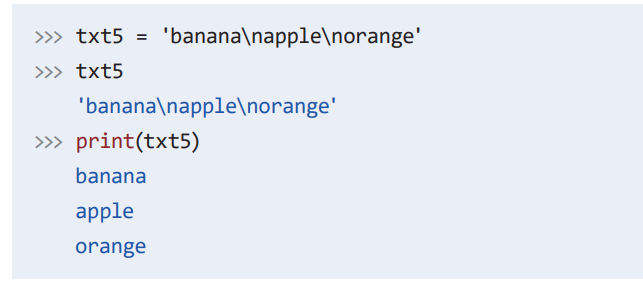 >>> txt5 = 'banana\napple\norange'
>>> txt5
'banana\napple\norange'
>>> print(txt5)
banana
apple
orange